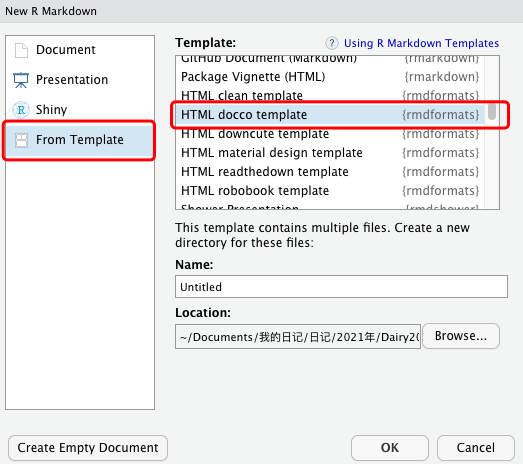 New R Markdown
Document
Presentation
Shiny
From Template
Template:
? Using R Markdown Templates
GitHub Document (Markdown) {rmarkdown}
Package Vignette (HTML) {rmarkdown}
HTML clean template {rmdformats}
HTML docco template {rmdformats}
HTML downcute template {rmdformats}
HTML material design template {rmdformats}
HTML readthedown template {rmdformats}
HTML robobook template {rmdformats}
Shower Presentation {rmdshower}
This template contains multiple files. Create a new
directory for these files:
Name:
Untitled
Location:
~/Documents/我的日记/日记/2021年/Dairy20
Browse...
Create Empty Document
OK
Cancel